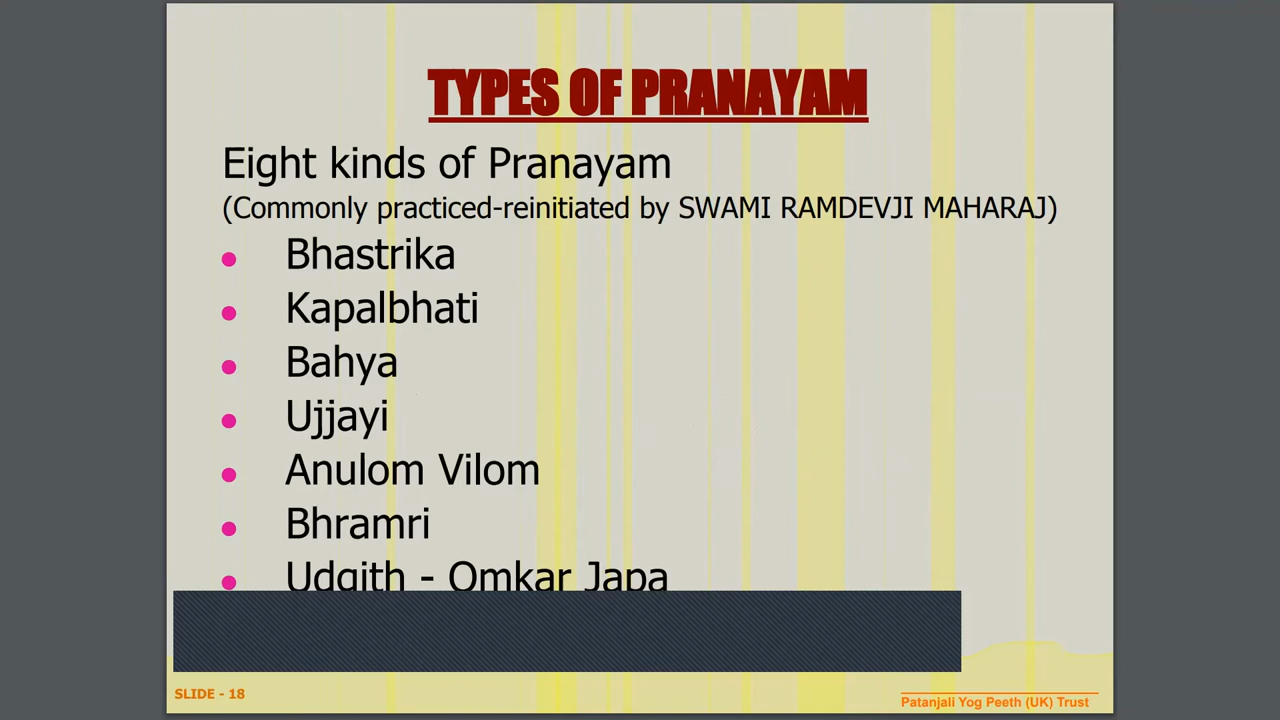 TYPES OF PRANAYAM
Eight kinds of Pranayam
(Commonly practiced-reinitiated by SWAMI RAMDEVJI MAHARAJ)
• Bhastrika
• Kapalbhati
• Bahya
• Ujjayi
• Anulom Vilom
• Bhramri
• Udgith - Omkar Japa
SLIDE - 18
Patanjali Yog Peeth (UK) Trust